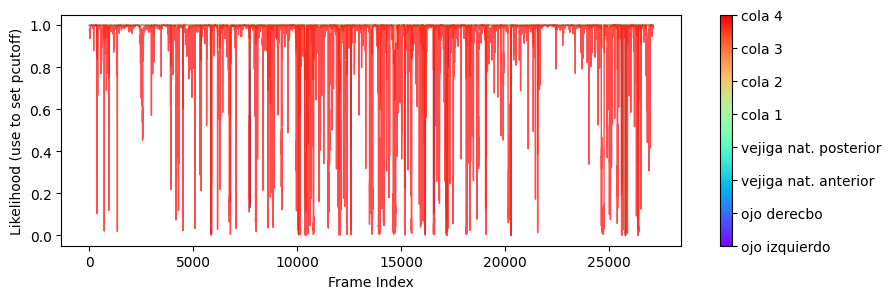 Likelihood (use to set pcutoff)
1.0
0.8
0.6
0.4
0.2
0.0
0
5000
10000
15000
20000
25000
Frame Index
cola 4
cola 3
cola 2
cola 1
vejiga nat. posterior
vejiga nat. anterior
ojo derecbo
ojo izquierdo